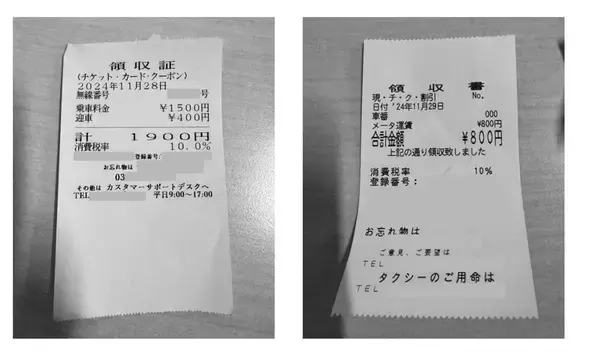 領収証
(チケット・カード・クーポン)
2024年11月28日
無線番号 号
乗車料金 ¥1500円
迎車 ¥400円
計 1900円
消費税率 10.0%
登録番号:
お忘れ物は
03
その他は カスタマーサポートデスクへ
TEL 平日9:00~17:00
領収書
現・チ・ク・割引 No.
日付 '24年11月29日
車番 000
メータ運賃 ¥800円
合計金額 ¥800円
上記の通り領収致しました
消費税率 10%
登録番号:
お忘れ物は
ご意見、ご要望は
TEL
タクシーのご用命は
TEL